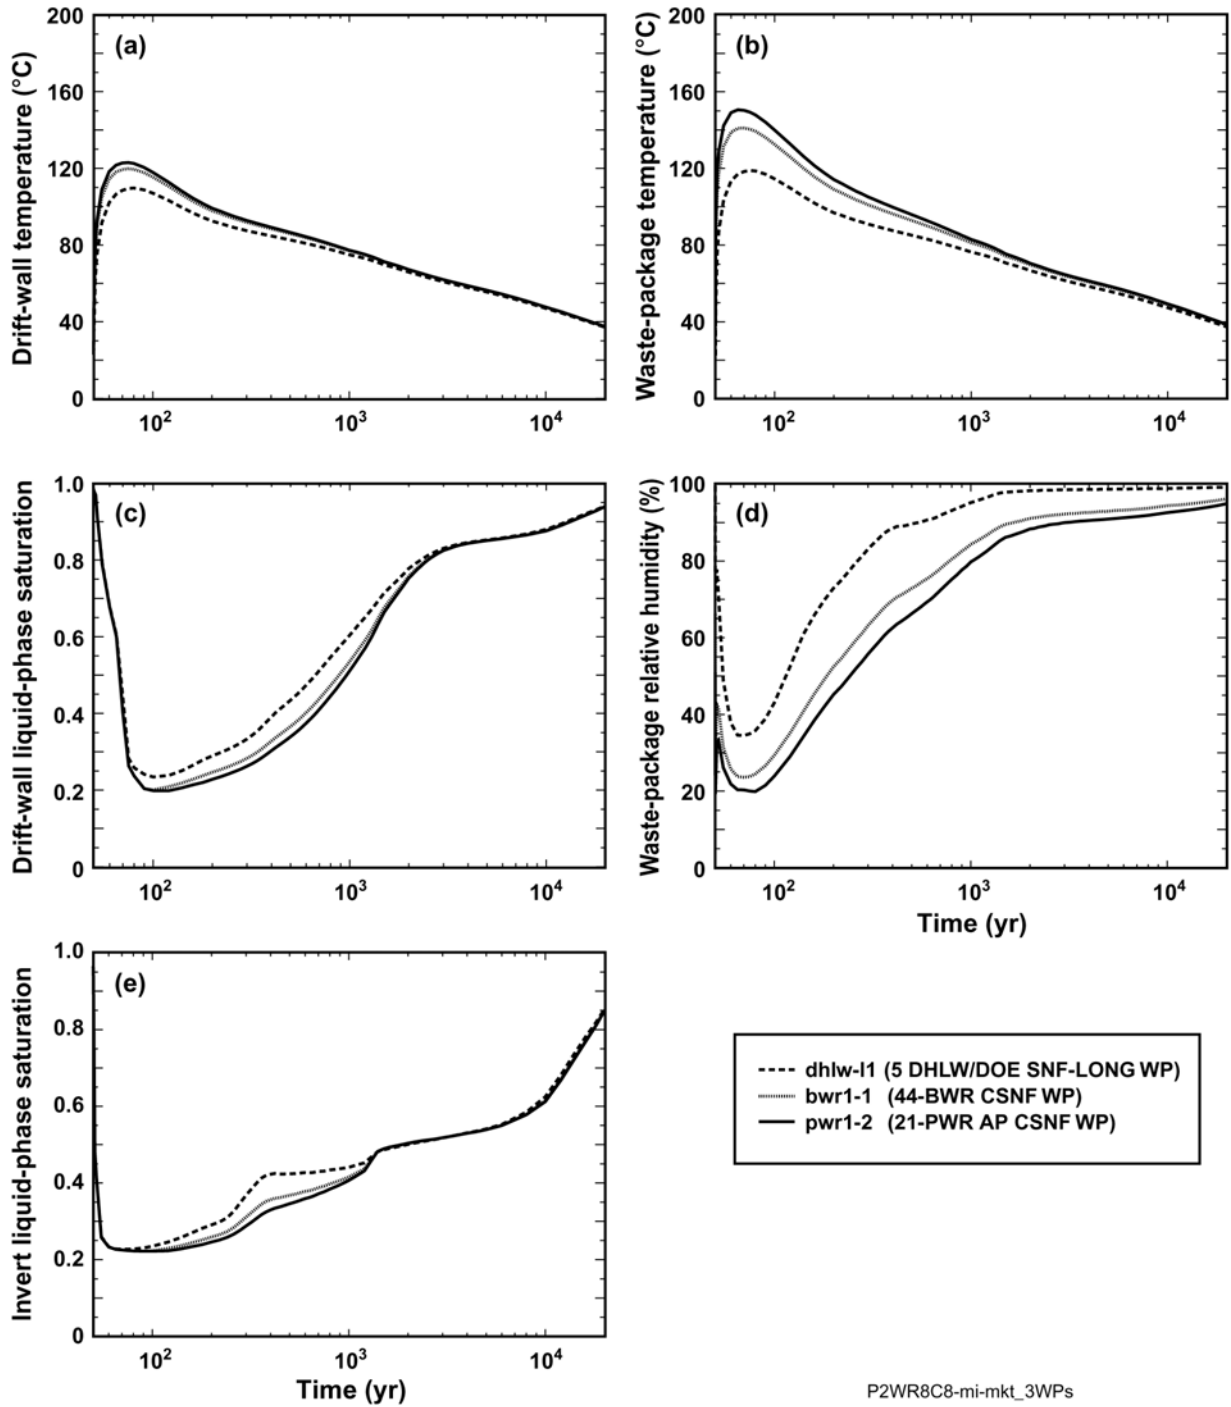 (a)
Drift-wall temperature (°C)
200
160
120
80
40
0
10²
10³
10⁴
(b)
Waste-package temperature (°C)
200
160
120
80
40
0
10²
10³
10⁴
(c)
Drift-wall liquid-phase saturation
1.0
0.8
0.6
0.4
0.2
0
10²
10³
10⁴
(d)
Waste-package relative humidity (%)
100
80
60
40
20
0
10²
10³
10⁴
Time (yr)
(e)
Invert liquid-phase saturation
1.0
0.8
0.6
0.4
0.2
0
10²
10³
10⁴
Time (yr)
dhlw-l1 (5 DHLW/DOE SNF-LONG WP)
bwr1-1 (44-BWR CSNF WP)
pwr1-2 (21-PWR AP CSNF WP)
P2WR8C8-mi-mkt_3WPs